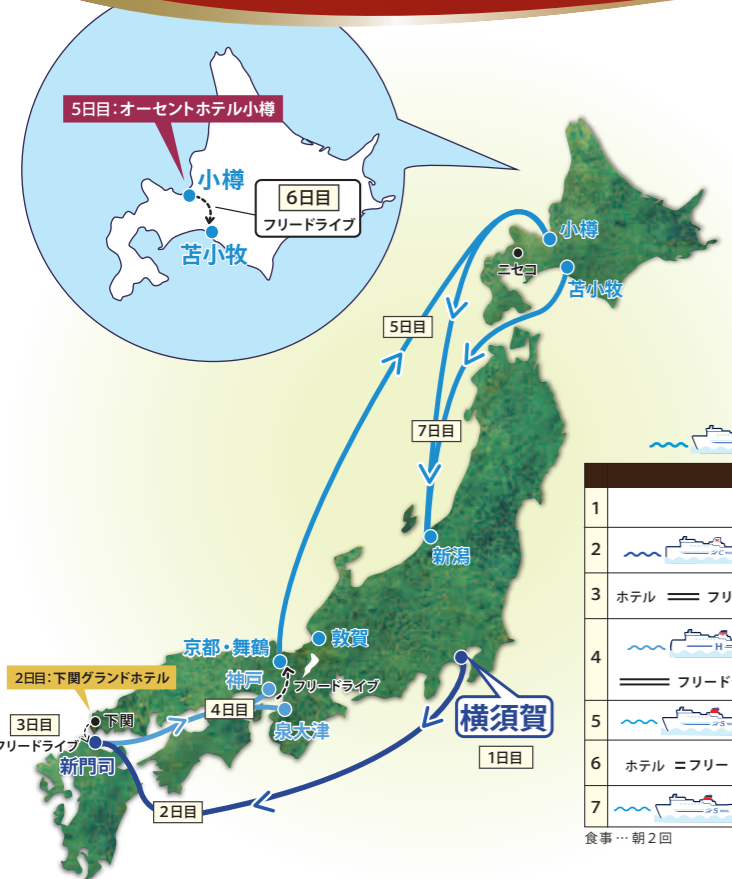 5日目：オーセントホテル小樽
小樽
6日目
フリードライブ
苫小牧
小樽
ニセコ
苫小牧
5日目
7日目
新潟
京都・舞鶴
敦賀
神戸
フリードライブ
2日目：下関グランドホテル
4日目
泉大津
3日目
下関
フリードライブ
新門司
横須賀
1日目
2日目
1
2
3 ホテル フリ
4
フリード
5
6 ホテル フリー
7
食事…朝2回